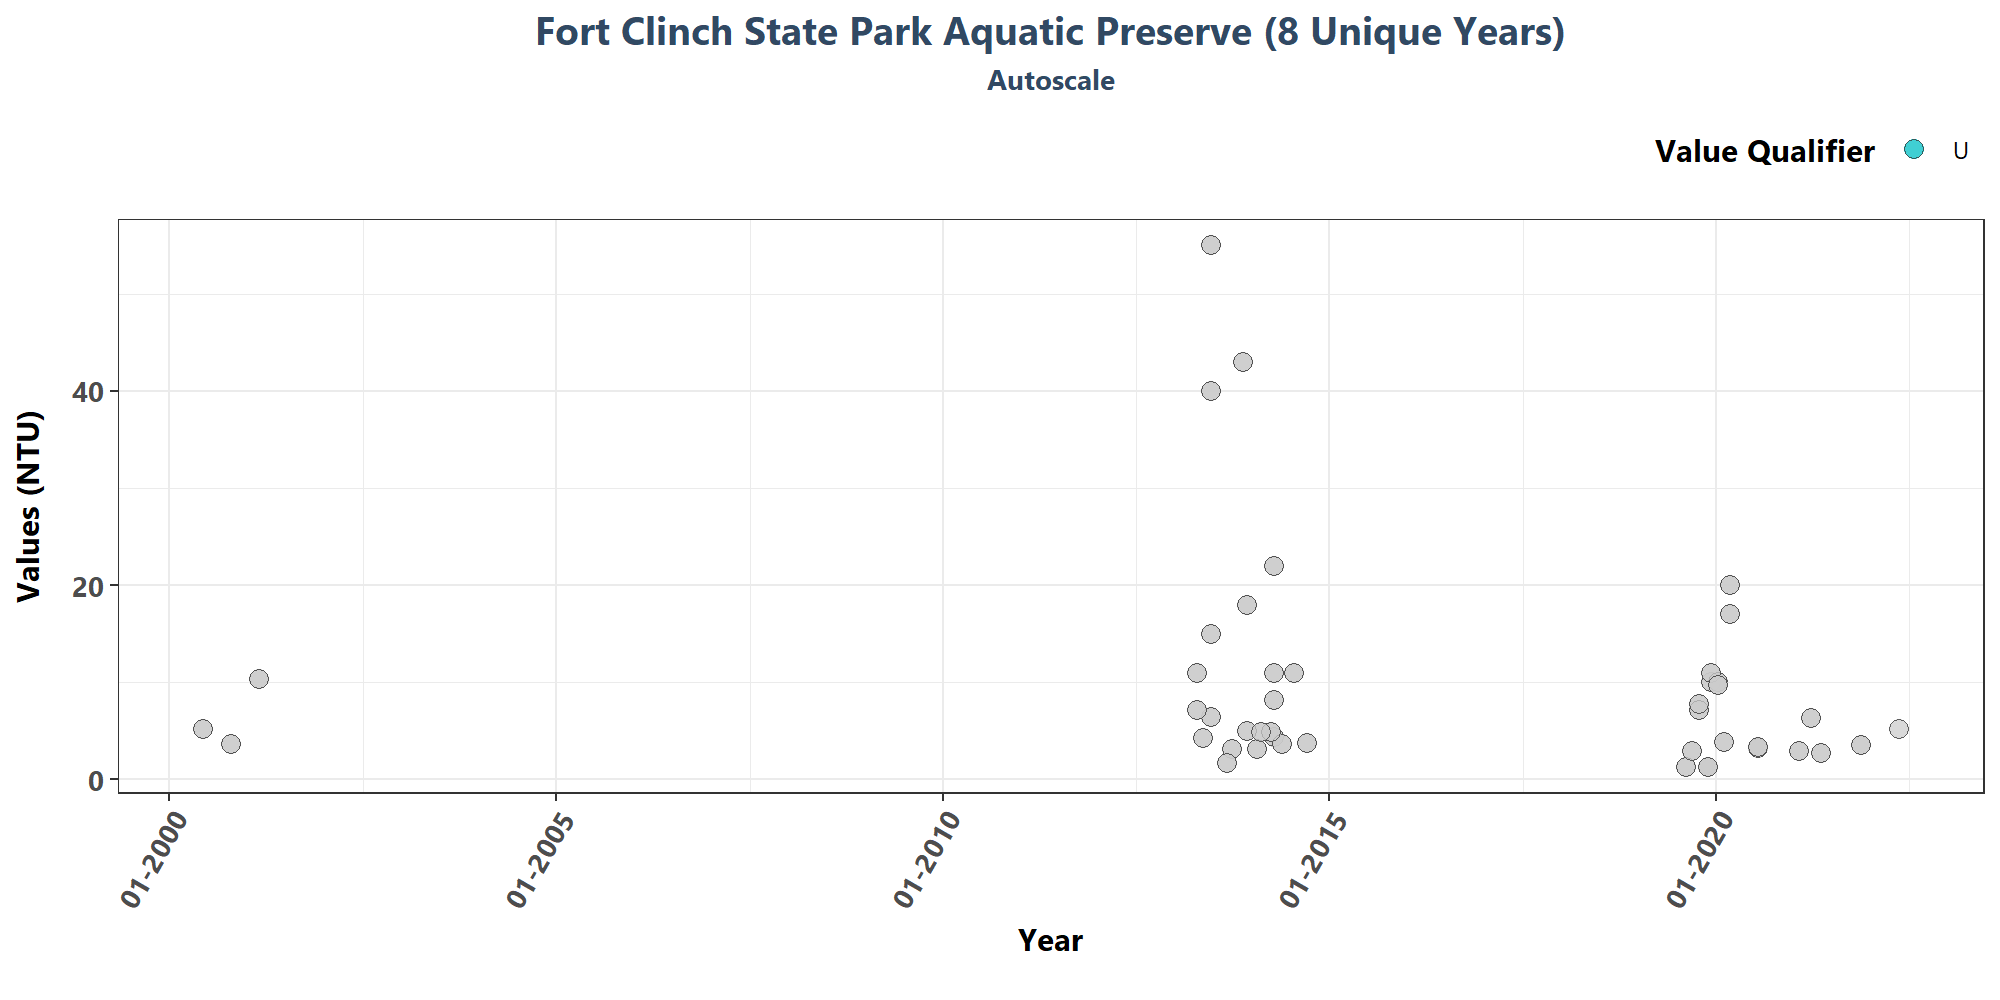 Fort Clinch State Park Aquatic Preserve (8 Unique Years)
Autoscale
Value Qualifier U
Values (NTU)
40
20
0
01-2000 01-2005 01-2010 01-2015 01-2020
Year